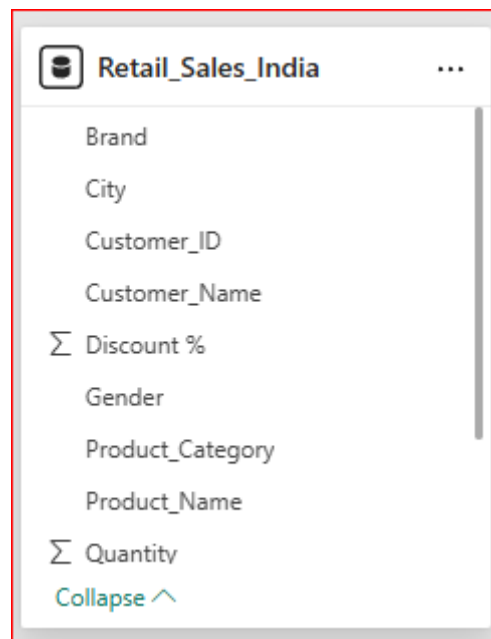 Retail_Sales_India
Brand
City
Customer_ID
Customer_Name
Σ Discount %
Gender
Product_Category
Product_Name
Σ Quantity
Collapse